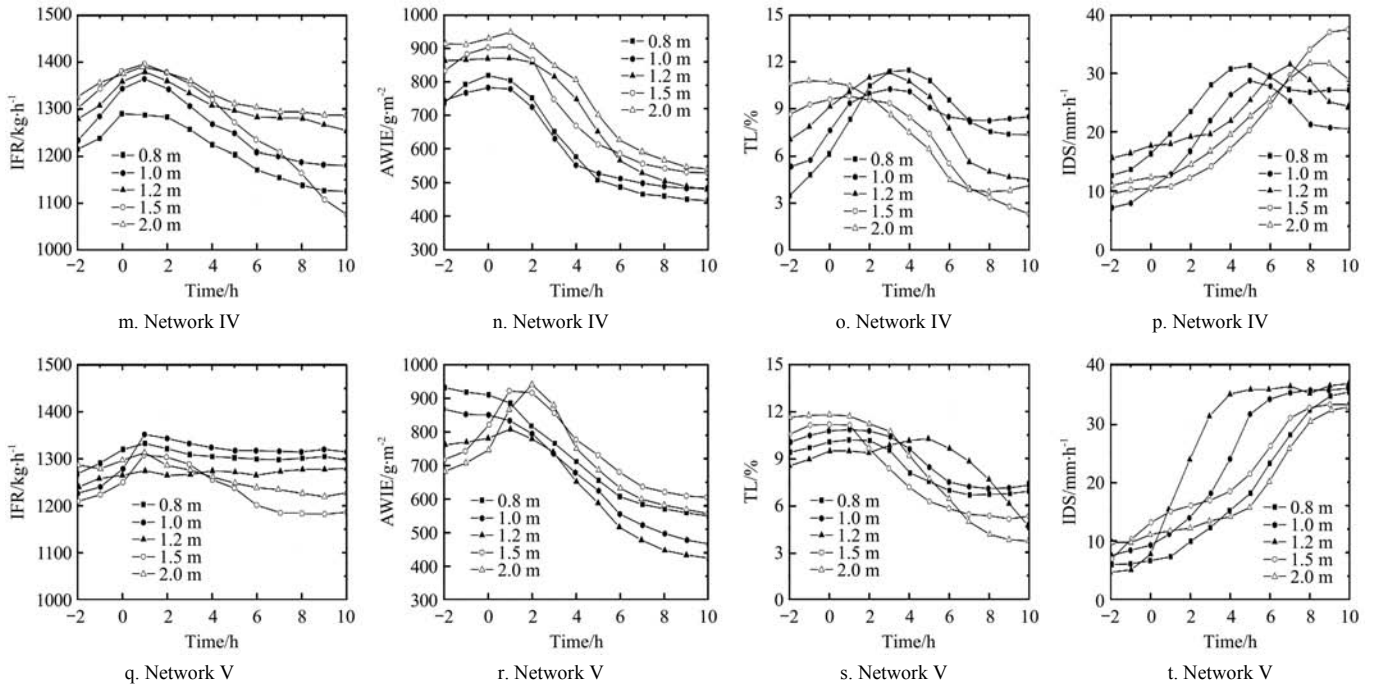 1500
1400
1300
1200
1100
1000
IFR/kg·h⁻¹
0.8 m
1.0 m
1.2 m
1.5 m
2.0 m
−2 0 2 4 6 8 10
Time/h
m. Network IV
1000
900
800
700
600
500
400
300
AWIE/g·m⁻²
0.8 m
1.0 m
1.2 m
1.5 m
2.0 m
−2 0 2 4 6 8 10
Time/h
n. Network IV
15
12
9
6
3
0
TL/%
0.8 m
1.0 m
1.2 m
1.5 m
2.0 m
−2 0 2 4 6 8 10
Time/h
o. Network IV
40
30
20
10
0
IDS/mm·h⁻¹
0.8 m
1.0 m
1.2 m
1.5 m
2.0 m
−2 0 2 4 6 8 10
Time/h
p. Network IV
1500
1400
1300
1200
1100
1000
IFR/kg·h⁻¹
0.8 m
1.0 m
1.2 m
1.5 m
2.0 m
−2 0 2 4 6 8 10
Time/h
q. Network V
1000
900
800
700
600
500
400
300
AWIE/g·m⁻²
0.8 m
1.0 m
1.2 m
1.5 m
2.0 m
−2 0 2 4 6 8 10
Time/h
r. Network V
15
12
9
6
3
0
TL/%
0.8 m
1.0 m
1.2 m
1.5 m
2.0 m
−2 0 2 4 6 8 10
Time/h
s. Network V
40
30
20
10
0
IDS/mm·h⁻¹
0.8 m
1.0 m
1.2 m
1.5 m
2.0 m
−2 0 2 4 6 8 10
Time/h
t. Network V